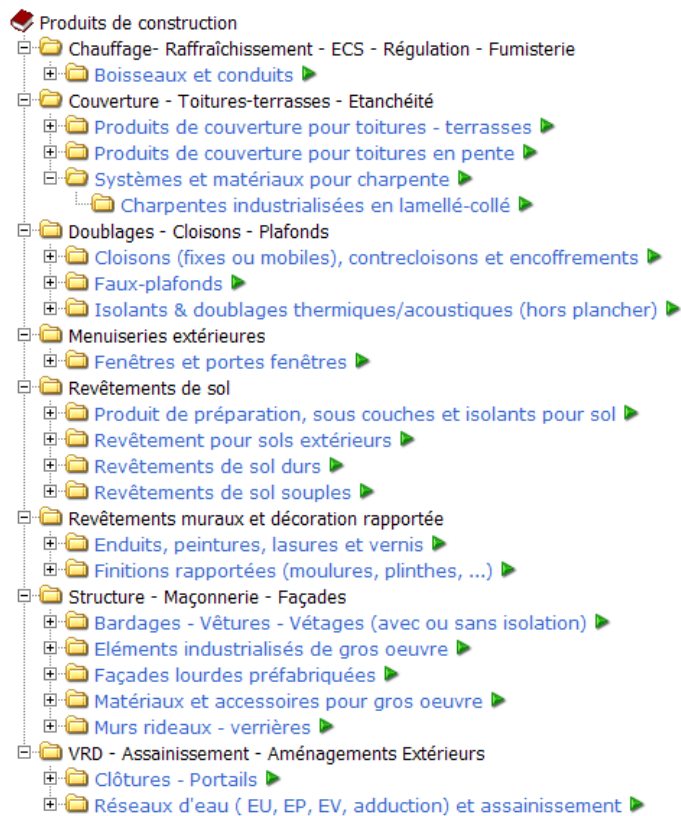 Produits de construction
Chauffage- Raffraîchissement - ECS - Régulation - Fumisterie
Boisseaux et conduits
Couverture - Toitures-terrasses - Etanchéité
Produits de couverture pour toitures - terrasses
Produits de couverture pour toitures en pente
Systèmes et matériaux pour charpente
Charpentes industrialisées en lamellé-collé
Doublages - Cloisons - Plafonds
Cloisons (fixes ou mobiles), contrecloisons et encoffrements
Faux-plafonds
Isolants & doublages thermiques/acoustiques (hors plancher)
Menuiseries extérieures
Fenêtres et portes fenêtres
Revêtements de sol
Produit de préparation, sous couches et isolants pour sol
Revêtement pour sols extérieurs
Revêtements de sol durs
Revêtements de sol souples
Revêtements muraux et décoration rapportée
Enduits, peintures, lasures et vernis
Finitions rapportées (moulures, plinthes, ...)
Structure - Maçonnerie - Façades
Bardages - Vêtures - Vétages (avec ou sans isolation)
Eléments industrialisés de gros oeuvre
Façades lourdes préfabriquées
Matériaux et accessoires pour gros oeuvre
Murs rideaux - verrières
VRD - Assainissement - Aménagements Extérieurs
Clôtures - Portails
Réseaux d'eau ( EU, EP, EV, adduction) et assainissement